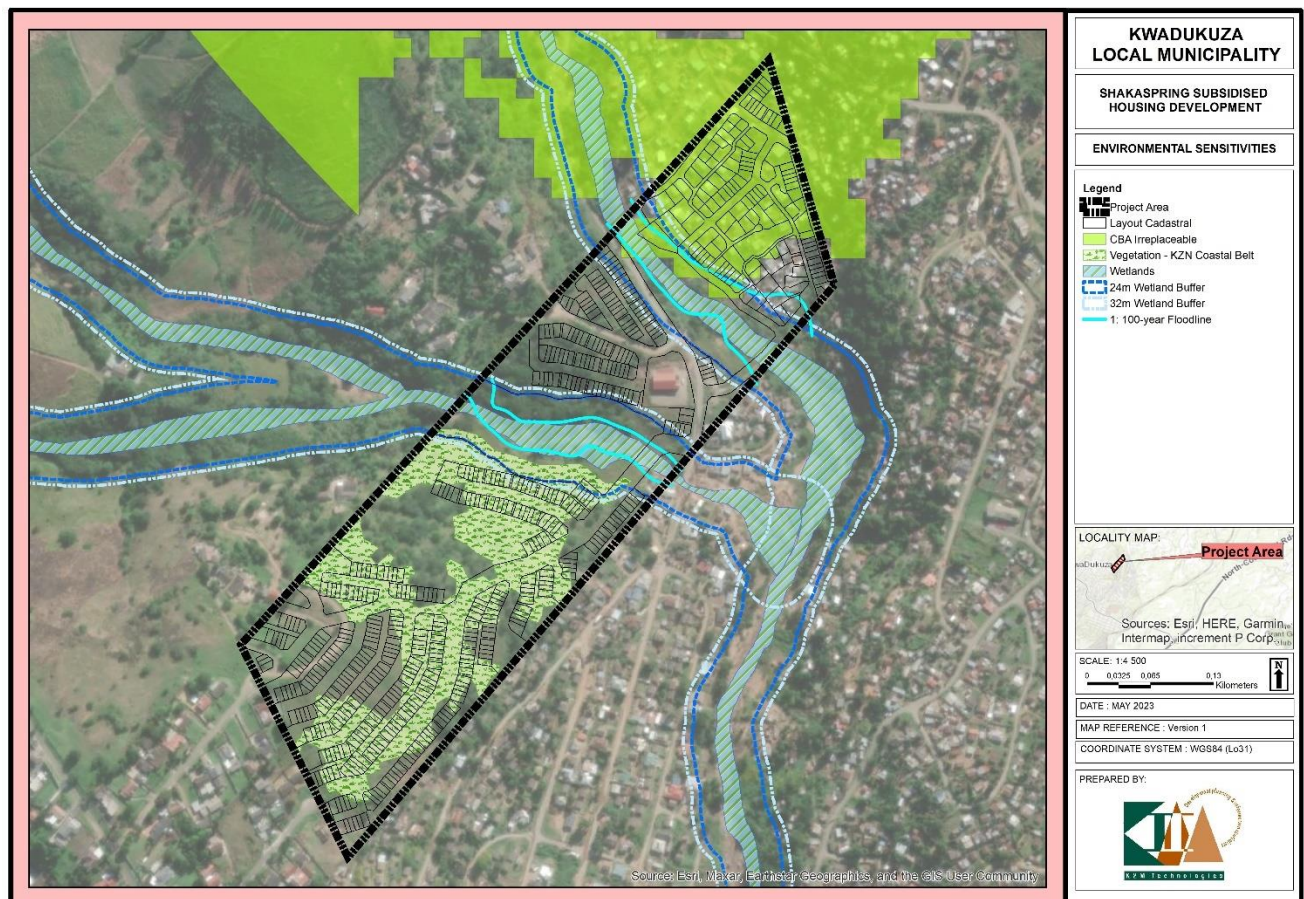 KWADUKUZA
LOCAL MUNICIPALITY
SHAKASPRING SUBSIDISED
HOUSING DEVELOPMENT
ENVIRONMENTAL SENSITIVITIES
Legend
Project Area
Layout Cadastral
CBA Irreplaceable
Vegetation - KZN Coastal Belt
Wetlands
24m Wetland Buffer
32m Wetland Buffer
1: 100-year Floodline
LOCALITY MAP:
Project Area
waDukuza
North-Co
Sources: Esri, HERE, Garmin,
Intermap, increment P Corp.
SCALE: 1:4 500
N
0 0,0325 0,065 0,13
Kilometers
DATE : MAY 2023
MAP REFERENCE : Version 1
COORDINATE SYSTEM : WGS84 (Lo31)
PREPARED BY:
K2M Technologies
Source: Esri, Maxar, Earthstar Geographics, and the GIS User Community